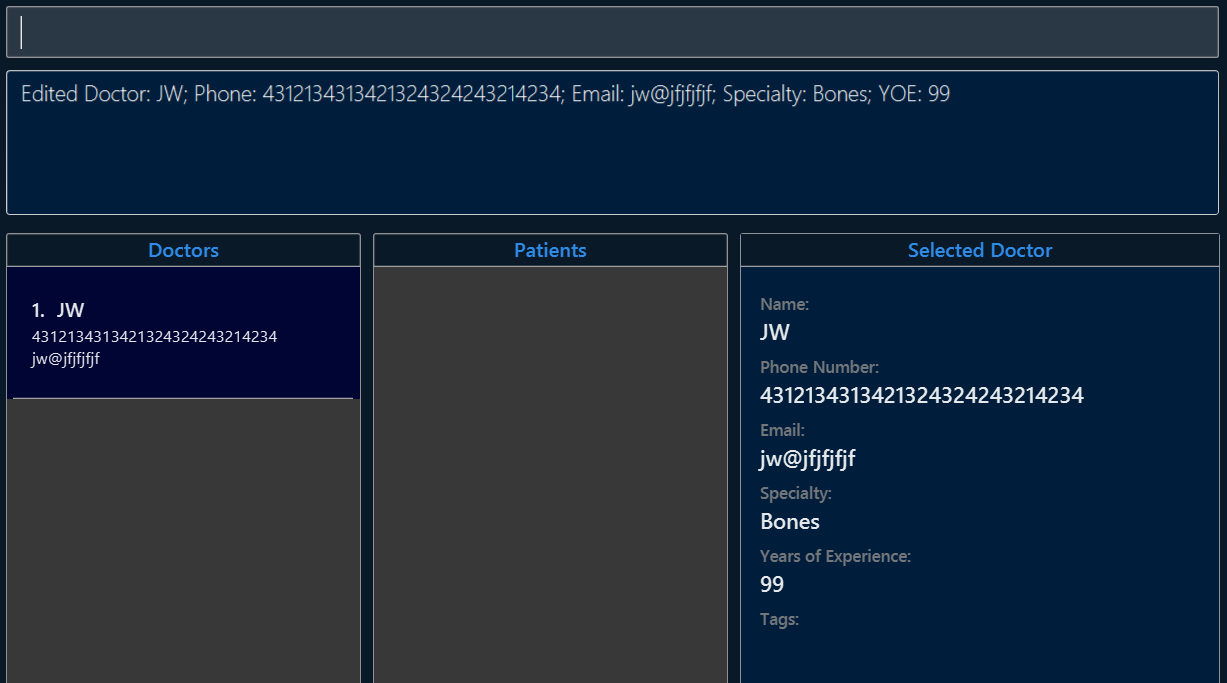 Edited Doctor: JW; Phone: 4312134313421324324243214234; Email: jw@jfjfjfjf; Specialty: Bones; YOE: 99
Doctors
1. JW
4312134313421324324243214234
jw@jfjfjfjf
Patients
Selected Doctor
Name:
JW
Phone Number:
4312134313421324324243214234
Email:
jw@jfjfjfjf
Specialty:
Bones
Years of Experience:
99
Tags: